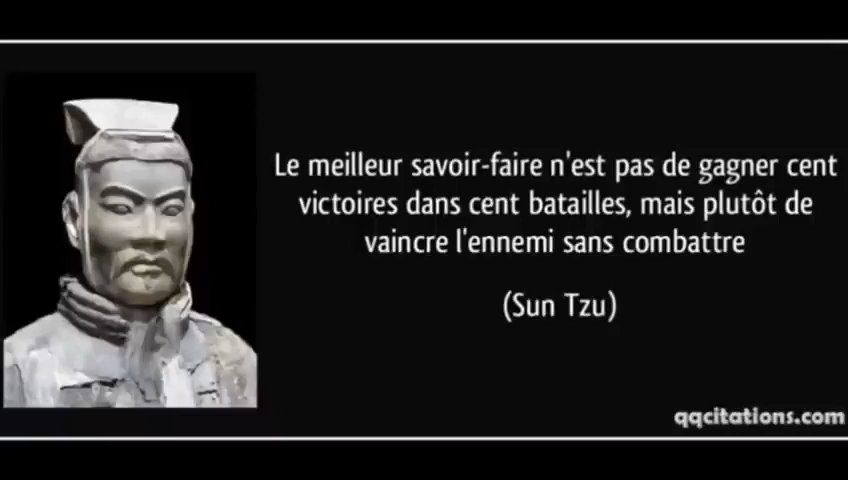 Le meilleur savoir-faire n'est pas de gagner cent
victoires dans cent batailles, mais plutôt de
vaincre l'ennemi sans combattre
(Sun Tzu)
qqcitations.com